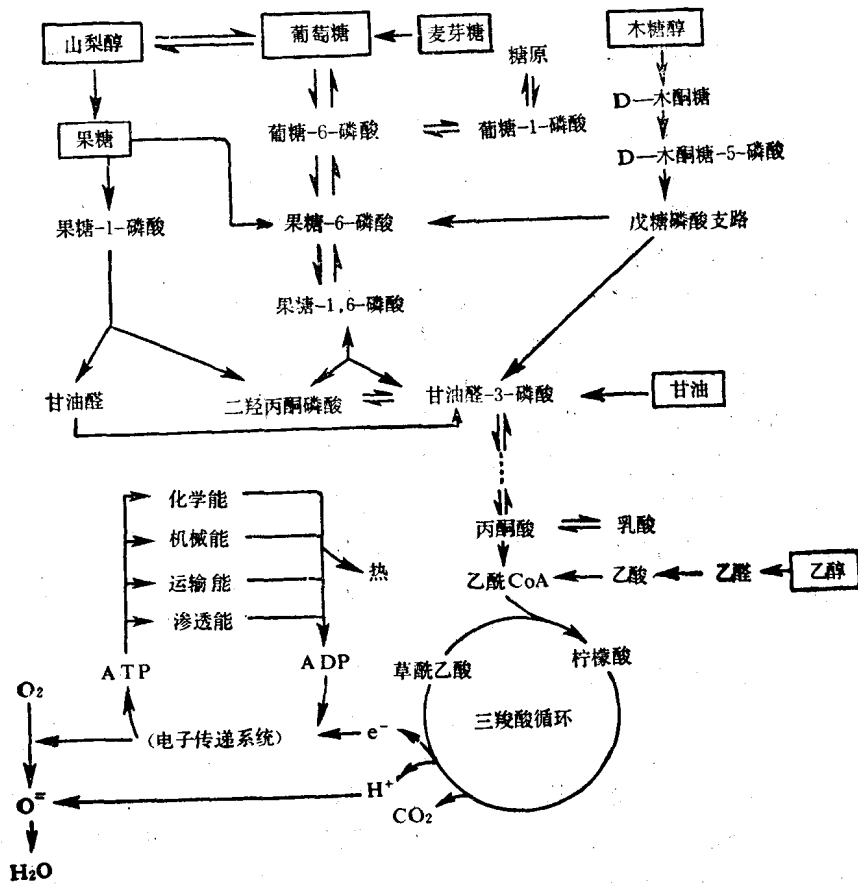 山梨醇
葡萄糖
麦芽糖
木糖醇
糖原
D—木酮糖
果糖
葡糖-6-磷酸
葡糖-1-磷酸
D—木酮糖-5-磷酸
果糖-1-磷酸
果糖-6-磷酸
戊糖磷酸支路
果糖-1,6-磷酸
甘油醛
二羟丙酮磷酸
甘油醛-3-磷酸
甘油
化学能
机械能
运输能
渗透能
热
丙酮酸
乳酸
乙酰CoA
乙酸
乙醛
乙醇
ATP
ADP
草酰乙酸
柠檬酸
三羧酸循环
O₂
(电子传递系统)
e⁻
H⁺
CO₂
O⁼
H₂O